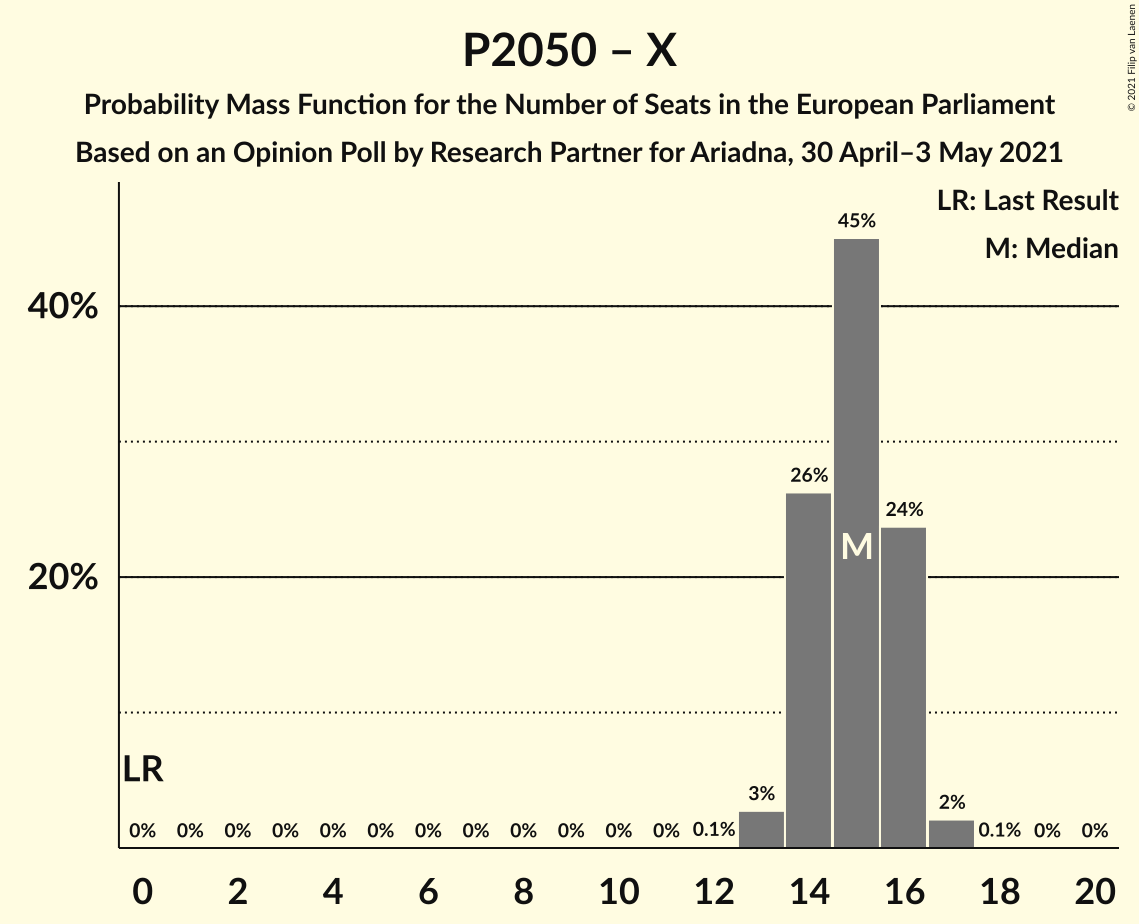 P2050 – X
Probability Mass Function for the Number of Seats in the European Parliament
Based on an Opinion Poll by Research Partner for Ariadna, 30 April–3 May 2021
© 2021 Filip van Laenen
LR: Last Result
M: Median
40%
20%
45%
26%
24%
M
LR
3%
2%
0% 0% 0% 0% 0% 0% 0% 0% 0% 0% 0% 0% 0.1% 0.1% 0% 0%
0 2 4 6 8 10 12 14 16 18 20